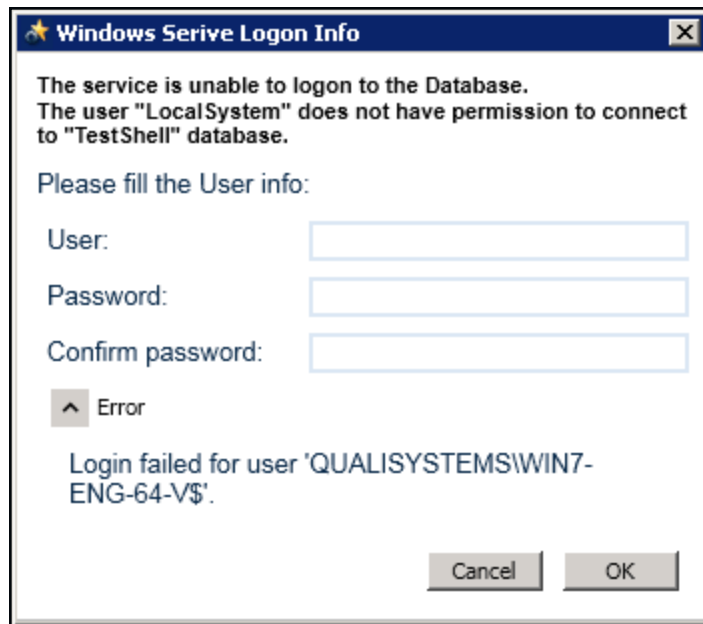 Windows Serive Logon Info
The service is unable to logon to the Database.
The user "LocalSystem" does not have permission to connect
to "TestShell" database.
Please fill the User info:
User:
Password:
Confirm password:
Error
Login failed for user 'QUALISYSTEMS\WIN7-
ENG-64-V$'.
Cancel OK